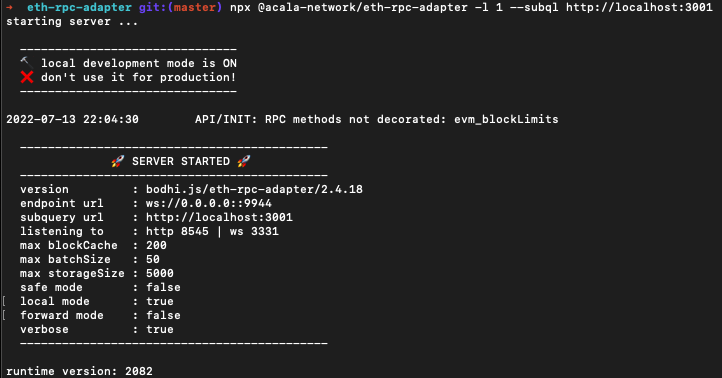 → eth-rpc-adapter git:(master) npx @acala-network/eth-rpc-adapter -l 1 --subql http://localhost:3001
starting server ...
-------------------------------
🔨 local development mode is ON
❌ don't use it for production!
-------------------------------
2022-07-13 22:04:30        API/INIT: RPC methods not decorated: evm_blockLimits
--------------------------------------------
🚀 SERVER STARTED 🚀
--------------------------------------------
version         : bodhi.js/eth-rpc-adapter/2.4.18
endpoint url    : ws://0.0.0.0::9944
subquery url    : http://localhost:3001
listening to    : http 8545 | ws 3331
max blockCache  : 200
max batchSize   : 50
max storageSize : 5000
safe mode       : false
[ local mode      : true
[ forward mode    : false
verbose         : true
--------------------------------------------
runtime version: 2082